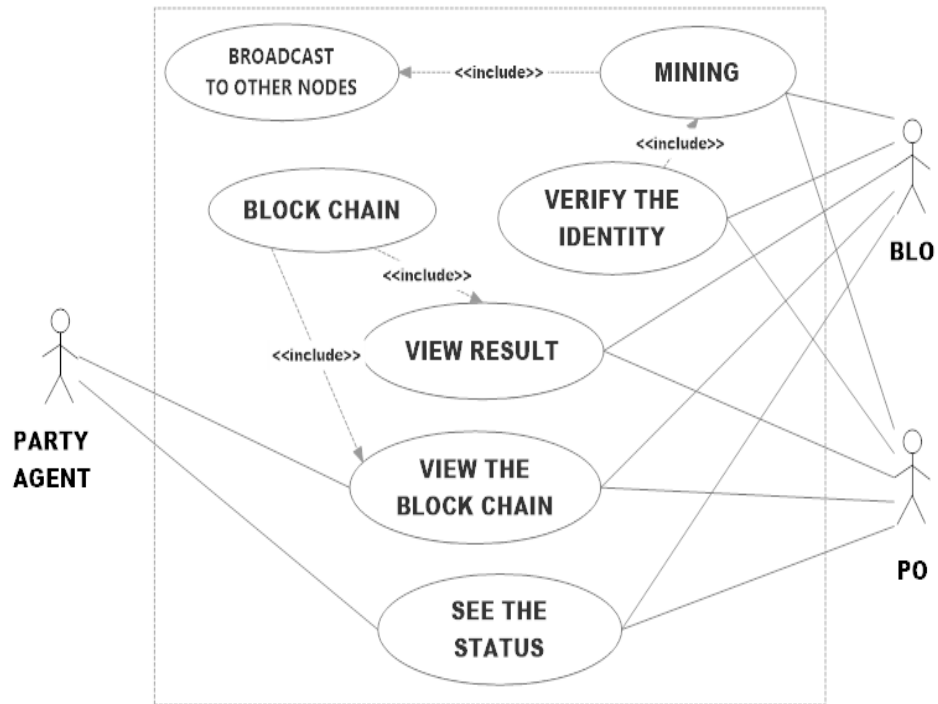 BROADCAST
TO OTHER NODES
<<include>>
MINING
<<include>>
BLOCK CHAIN
VERIFY THE
IDENTITY
BLO
<<include>>
VIEW RESULT
<<include>>
PARTY
AGENT
VIEW THE
BLOCK CHAIN
PO
SEE THE
STATUS